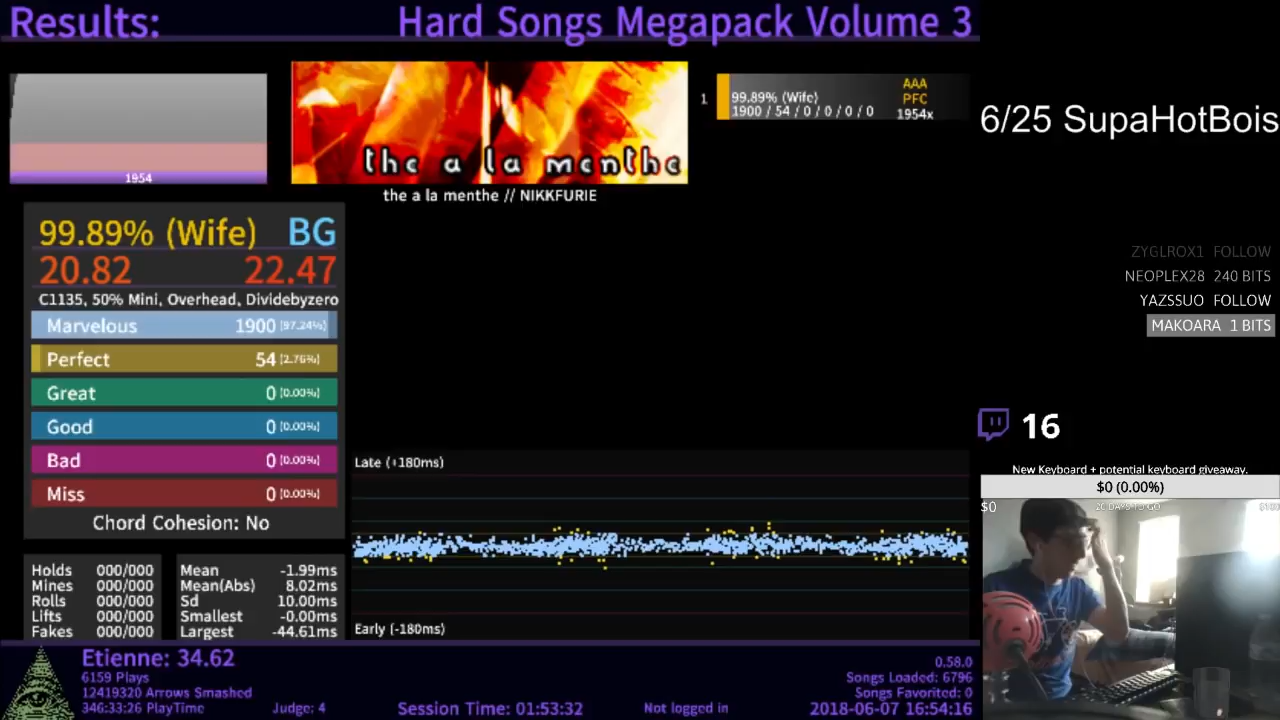 Results:
Hard Songs Megapack Volume 3
1954
the a la menthe
the a la menthe // NIKKFURIE
1
99.89% (Wife)
1900 / 54 / 0 / 0 / 0 / 0
AAA
PFC
1954x
6/25 SupaHotBois
99.89% (Wife) BG
20.82 22.47
C1135, 50% Mini, Overhead, Dividebyzero
Marvelous 1900 (97.24%)
Perfect 54 (2.76%)
Great 0 (0.00%)
Good 0 (0.00%)
Bad 0 (0.00%)
Miss 0 (0.00%)
Chord Cohesion: No
ZYGLROX1 FOLLOW
NEOPLEX28 240 BITS
YAZSSUO FOLLOW
MAKOARA 1 BITS
16
New Keyboard + potential keyboard giveaway.
$0 (0.00%)
$0 20 DAYS TO GO
Late (+180ms)
Early (-180ms)
Holds 000/000
Mines 000/000
Rolls 000/000
Lifts 000/000
Fakes 000/000
Mean -1.99ms
Mean(Abs) 8.02ms
Sd 10.00ms
Smallest -0.00ms
Largest -44.61ms
Etienne: 34.62
6159 Plays
12419320 Arrows Smashed
346:33:26 PlayTime
Judge: 4
Session Time: 01:53:32
Not logged in
0.58.0
Songs Loaded: 6796
Songs Favorited: 0
2018-06-07 16:54:16